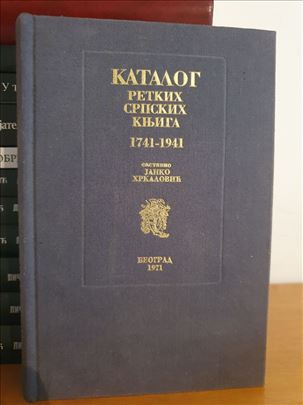 КАТАЛОГ
РЕТКИХ
СРПСКИХ
КЊИГА
1741-1941
САСТАВИО
ЈАНКО
ХРКАЛОВИЋ
БЕОГРАД
1971